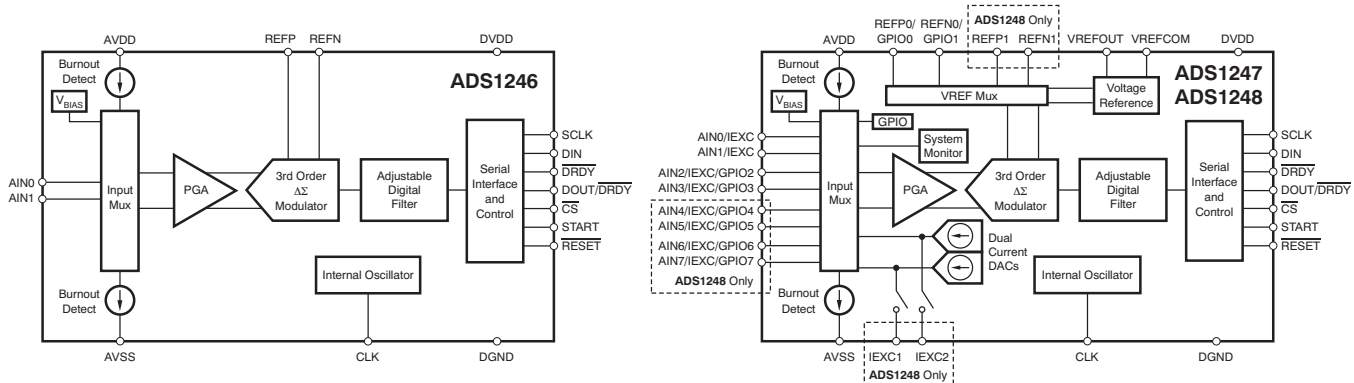 AVDD
REFP REFN
DVDD
Burnout
Detect
ADS1246
VBIAS
SCLK
DIN
DRDY
DOUT/DRDY
CS
START
RESET
AIN0
AIN1
Input
Mux
PGA
3rd Order
ΔΣ
Modulator
Adjustable
Digital
Filter
Serial
Interface
and
Control
Internal Oscillator
Burnout
Detect
AVSS
CLK
DGND
REFP0/
GPIO0
REFN0/
GPIO1
ADS1248 Only
REFP1 REFN1
AVDD
VREFOUT VREFCOM
DVDD
Burnout
Detect
ADS1247
ADS1248
VBIAS
VREF Mux
Voltage
Reference
GPIO
System
Monitor
AIN0/IEXC
AIN1/IEXC
AIN2/IEXC/GPIO2
AIN3/IEXC/GPIO3
AIN4/IEXC/GPIO4
AIN5/IEXC/GPIO5
AIN6/IEXC/GPIO6
AIN7/IEXC/GPIO7
ADS1248 Only
Input
Mux
PGA
3rd Order
ΔΣ
Modulator
Adjustable
Digital
Filter
Serial
Interface
and
Control
SCLK
DIN
DRDY
DOUT/DRDY
CS
START
RESET
Dual
Current
DACs
Internal Oscillator
Burnout
Detect
AVSS
IEXC1 IEXC2
ADS1248 Only
CLK
DGND